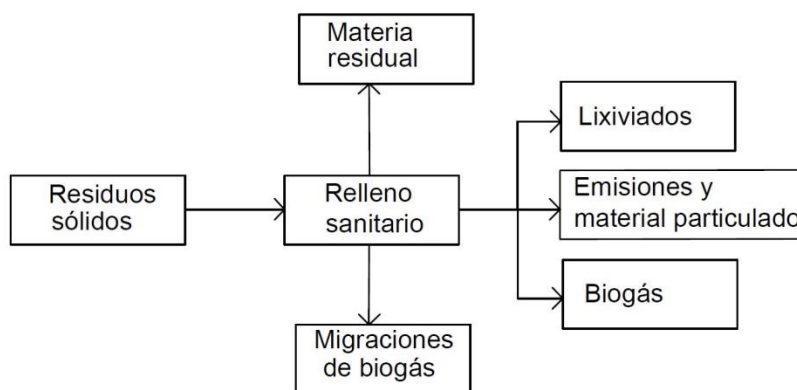 Materia
residual
Lixiviados
Residuos
sólidos
Relleno
sanitario
Emisiones y
material particulado
Biogás
Migraciones
de biogás